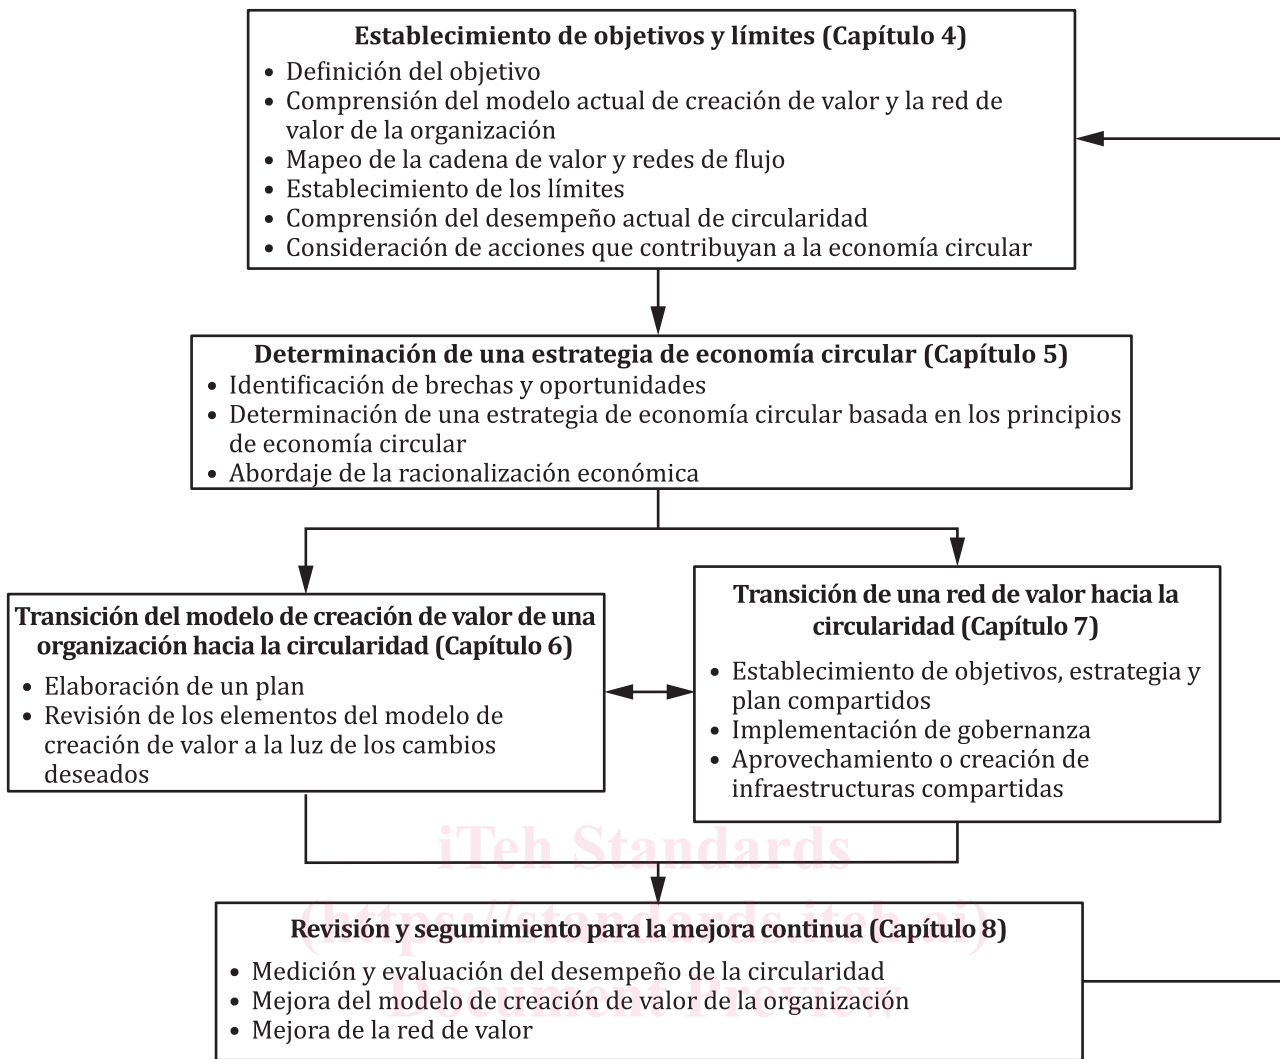 Establecimiento de objetivos y límites (Capítulo 4)
• Definición del objetivo
• Comprensión del modelo actual de creación de valor y la red de
valor de la organización
• Mapeo de la cadena de valor y redes de flujo
• Establecimiento de los límites
• Comprensión del desempeño actual de circularidad
• Consideración de acciones que contribuyan a la economía circular
Determinación de una estrategia de economía circular (Capítulo 5)
• Identificación de brechas y oportunidades
• Determinación de una estrategia de economía circular basada en los principios
de economía circular
• Abordaje de la racionalización económica
Transición del modelo de creación de valor de una
organización hacia la circularidad (Capítulo 6)
• Elaboración de un plan
• Revisión de los elementos del modelo de
creación de valor a la luz de los cambios
deseados
Transición de una red de valor hacia la
circularidad (Capítulo 7)
• Establecimiento de objetivos, estrategia y
plan compartidos
• Implementación de gobernanza
• Aprovechamiento o creación de
infraestructuras compartidas
iTeh Standards
(https://standards.iteh.ai)
Document Preview
Revisión y segumimiento para la mejora continua (Capítulo 8)
• Medición y evaluación del desempeño de la circularidad
• Mejora del modelo de creación de valor de la organización
• Mejora de la red de valor